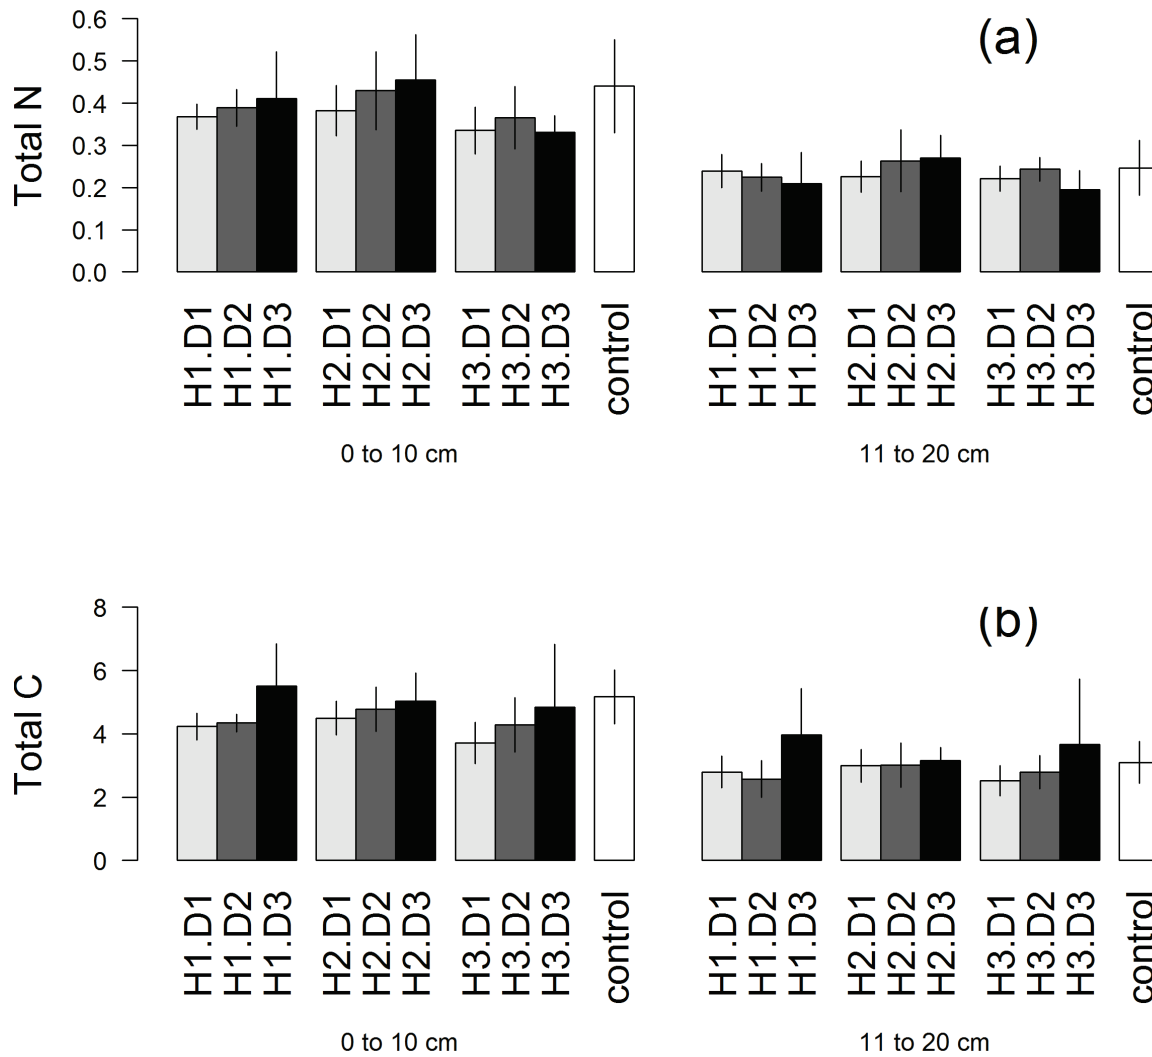 (a)
Total N
0.6
0.5
0.4
0.3
0.2
0.1
0.0
H1.D1
H1.D2
H1.D3
H2.D1
H2.D2
H2.D3
H3.D1
H3.D2
H3.D3
control
H1.D1
H1.D2
H1.D3
H2.D1
H2.D2
H2.D3
H3.D1
H3.D2
H3.D3
control
0 to 10 cm
11 to 20 cm
(b)
Total C
8
6
4
2
0
H1.D1
H1.D2
H1.D3
H2.D1
H2.D2
H2.D3
H3.D1
H3.D2
H3.D3
control
H1.D1
H1.D2
H1.D3
H2.D1
H2.D2
H2.D3
H3.D1
H3.D2
H3.D3
control
0 to 10 cm
11 to 20 cm